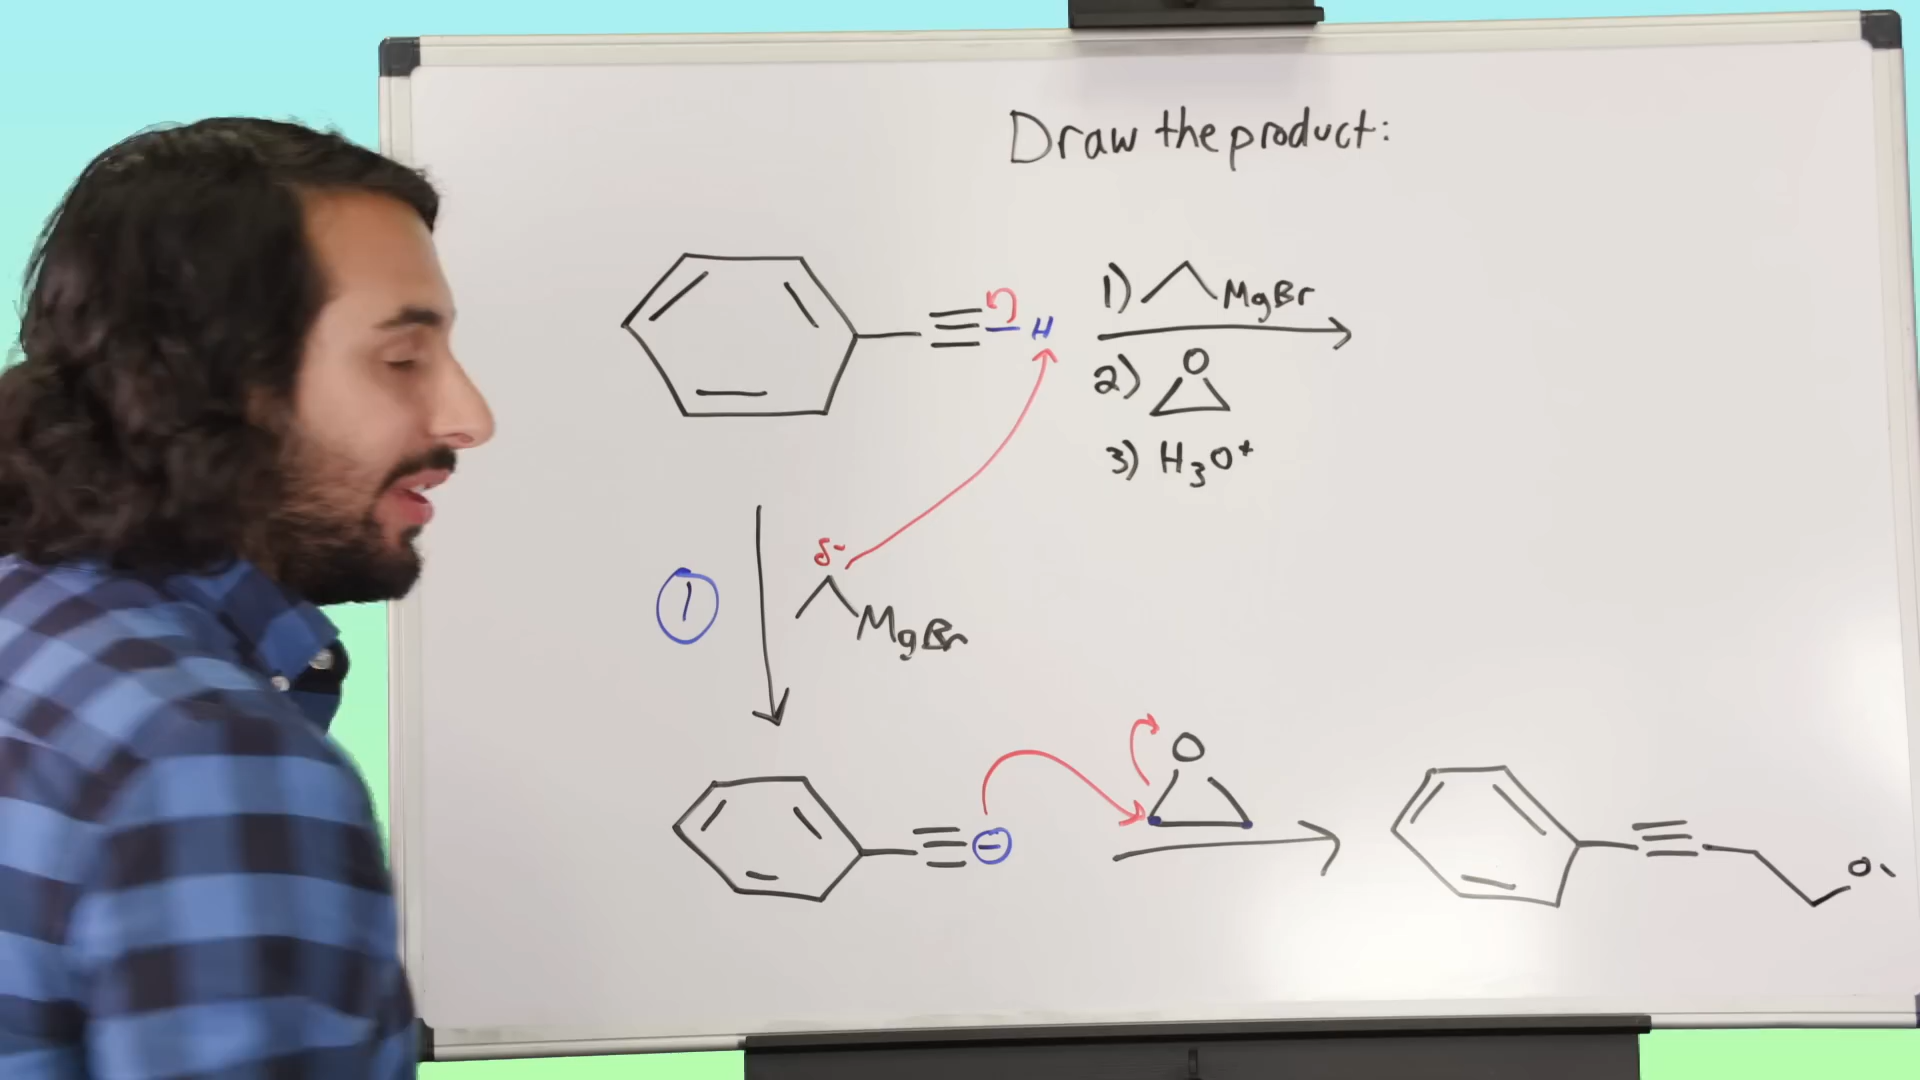 Draw the product:
1) MgBr
H
2) O
3) H₃O⁺
δ-
1
MgBr
O
−
O